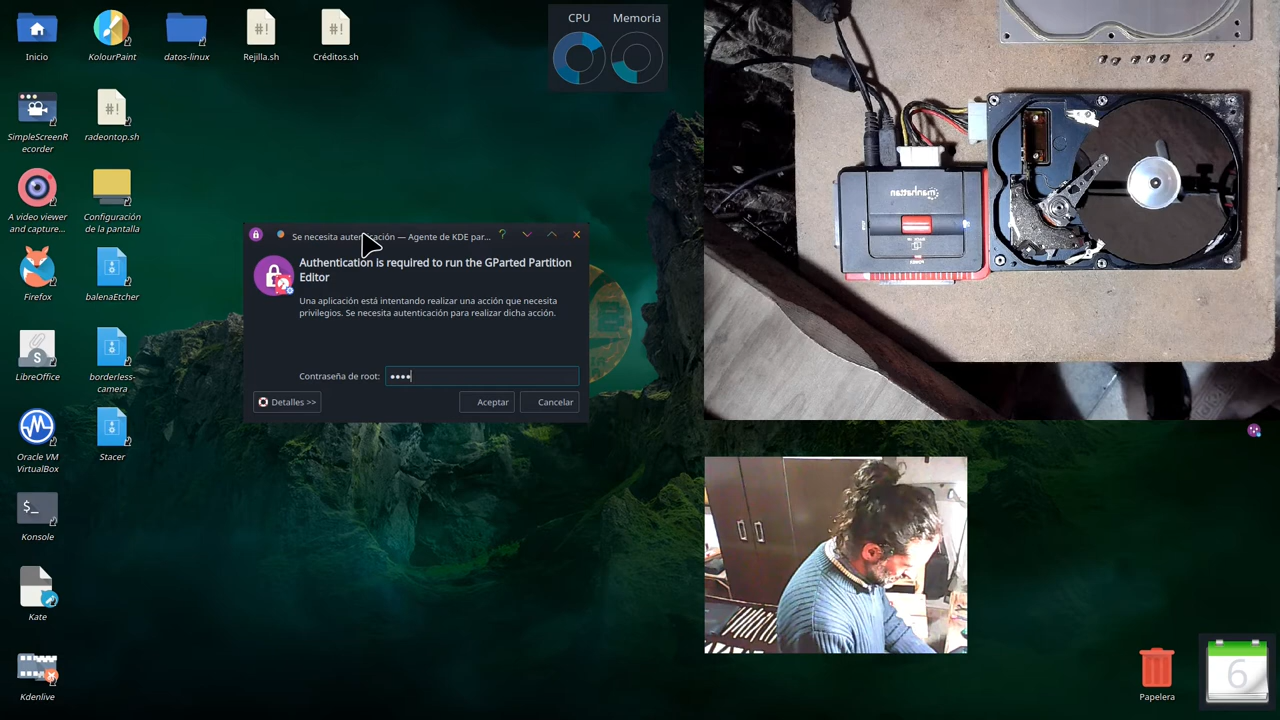 Inicio
KolourPaint
datos-linux
Rejilla.sh
Créditos.sh
CPU
Memoria
SimpleScreenR
ecorder
radeontop.sh
A video viewer
and capture...
Configuración
de la pantalla
Firefox
balenaEtcher
LibreOffice
borderless-
camera
Oracle VM
VirtualBox
Stacer
Konsole
Kate
Kdenlive
Se necesita autenticación — Agente de KDE par...
Authentication is required to run the GParted Partition
Editor
Una aplicación está intentando realizar una acción que necesita
privilegios. Se necesita autenticación para realizar dicha acción.
Contraseña de root: ••••
Detalles >>
Aceptar
Cancelar
manhattan
Papelera
6